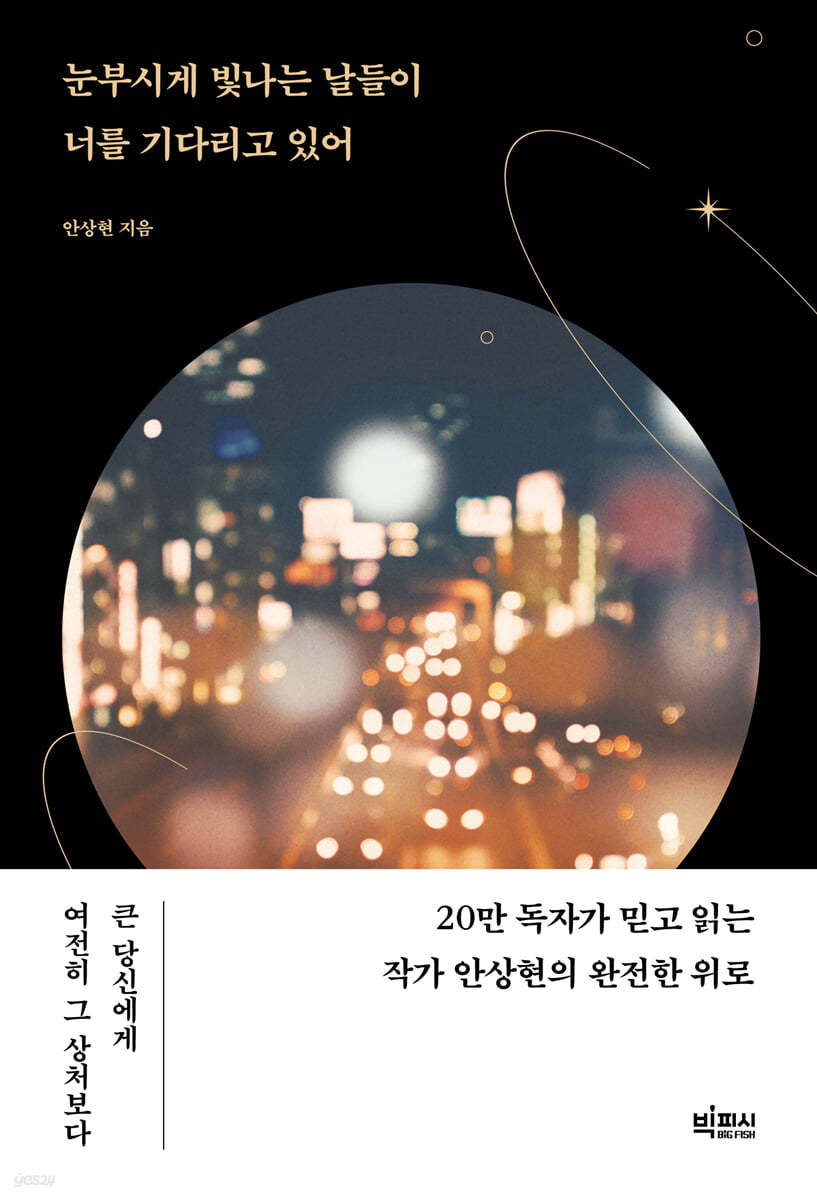 눈부시게 빛나는 날들이
너를 기다리고 있어
안상현 지음
20만 독자가 믿고 읽는
작가 안상현의 완전한 위로
여전히 그 상처보다
큰 당신에게
빅피시
BIG FISH
yes24